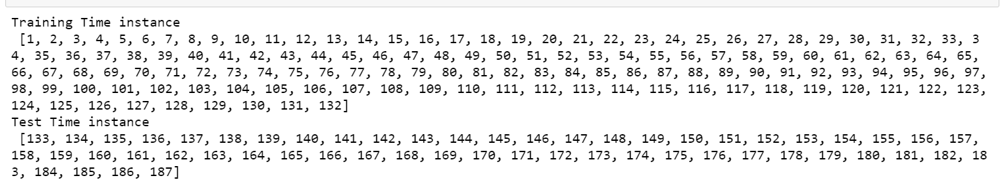 Training Time instance
[1, 2, 3, 4, 5, 6, 7, 8, 9, 10, 11, 12, 13, 14, 15, 16, 17, 18, 19, 20, 21, 22, 23, 24, 25, 26, 27, 28, 29, 30, 31, 32, 33, 3
4, 35, 36, 37, 38, 39, 40, 41, 42, 43, 44, 45, 46, 47, 48, 49, 50, 51, 52, 53, 54, 55, 56, 57, 58, 59, 60, 61, 62, 63, 64, 65,
66, 67, 68, 69, 70, 71, 72, 73, 74, 75, 76, 77, 78, 79, 80, 81, 82, 83, 84, 85, 86, 87, 88, 89, 90, 91, 92, 93, 94, 95, 96, 97,
98, 99, 100, 101, 102, 103, 104, 105, 106, 107, 108, 109, 110, 111, 112, 113, 114, 115, 116, 117, 118, 119, 120, 121, 122, 123,
124, 125, 126, 127, 128, 129, 130, 131, 132]
Test Time instance
[133, 134, 135, 136, 137, 138, 139, 140, 141, 142, 143, 144, 145, 146, 147, 148, 149, 150, 151, 152, 153, 154, 155, 156, 157,
158, 159, 160, 161, 162, 163, 164, 165, 166, 167, 168, 169, 170, 171, 172, 173, 174, 175, 176, 177, 178, 179, 180, 181, 182, 18
3, 184, 185, 186, 187]